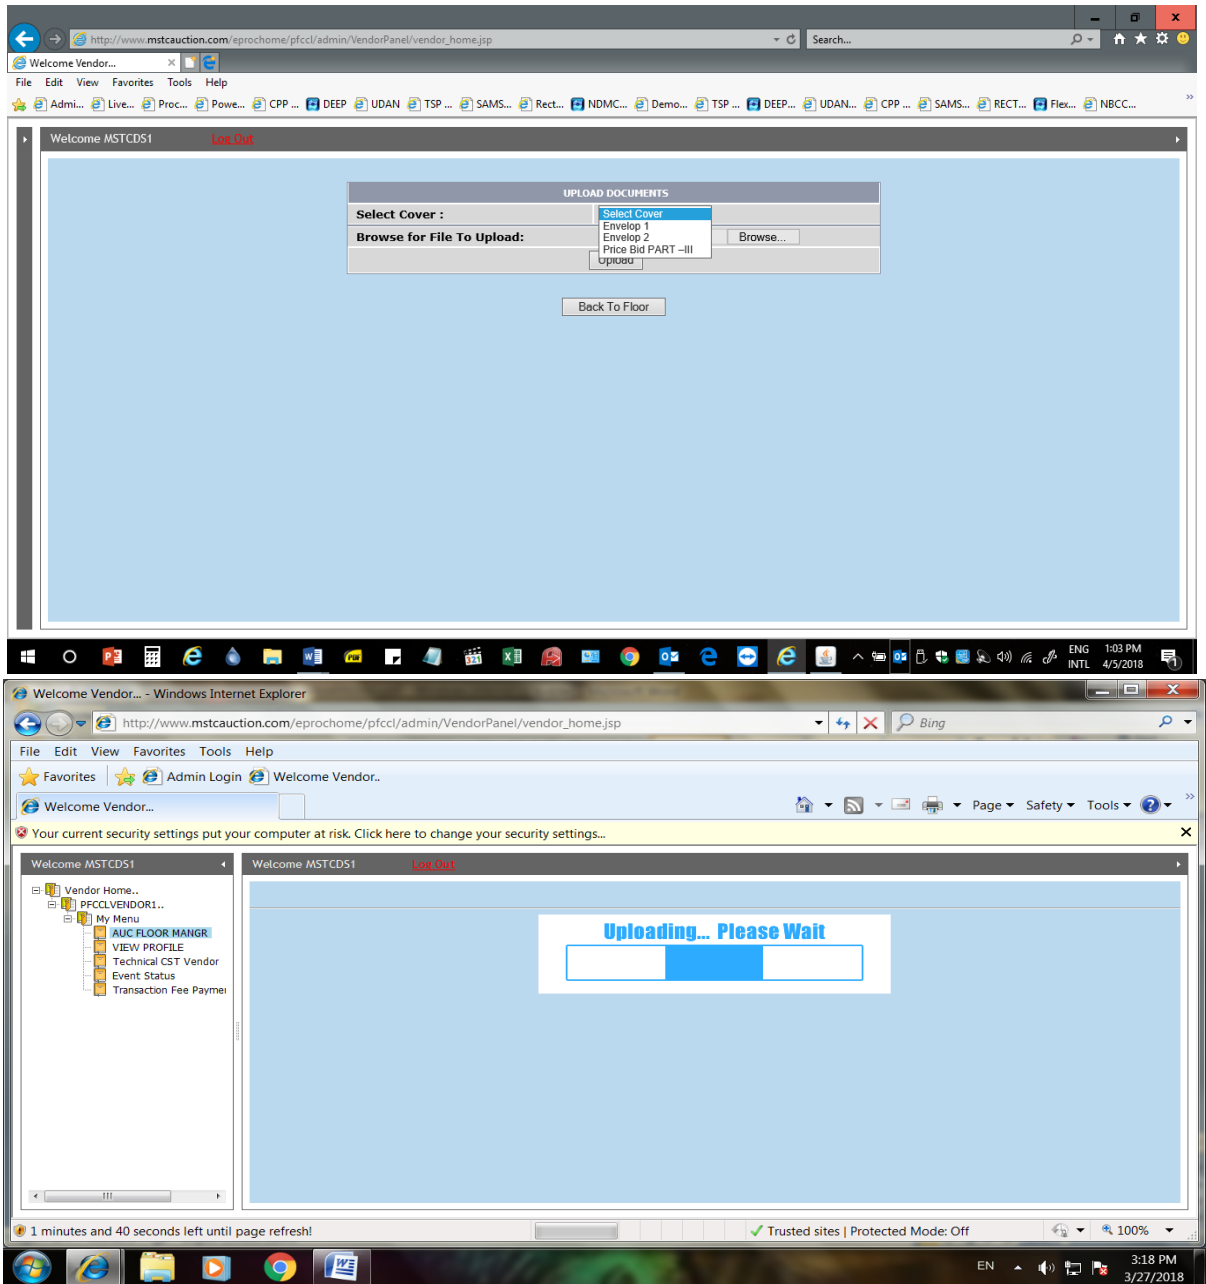 http://www.mstcauction.com/eprochome/pfccl/admin/VendorPanel/vendor_home.jsp
Search...
Welcome Vendor...
File Edit View Favorites Tools Help
Admi... Live... Proc... Powe... CPP ... DEEP UDAN TSP ... SAMS... Rect... NDMC... Demo... TSP ... DEEP... UDAN... CPP ... SAMS... RECT... Flex... NBCC...
Welcome MSTCDS1 Log Out
UPLOAD DOCUMENTS
Select Cover : Select Cover
Envelop 1
Browse for File To Upload: Envelop 2 Browse...
Price Bid PART –III
Upload
Back To Floor
ENG 1:03 PM
INTL 4/5/2018
Welcome Vendor... - Windows Internet Explorer
http://www.mstcauction.com/eprochome/pfccl/admin/VendorPanel/vendor_home.jsp
Bing
File Edit View Favorites Tools Help
Favorites Admin Login Welcome Vendor..
Welcome Vendor...
Page Safety Tools
Your current security settings put your computer at risk. Click here to change your security settings...
Welcome MSTCDS1
Welcome MSTCDS1 Log Out
Vendor Home..
PFCCLVENDOR1..
My Menu
AUC FLOOR MANGR
VIEW PROFILE
Technical CST Vendor
Event Status
Transaction Fee Paymen
Uploading... Please Wait
1 minutes and 40 seconds left until page refresh!
Trusted sites | Protected Mode: Off
100%
EN
3:18 PM
3/27/2018